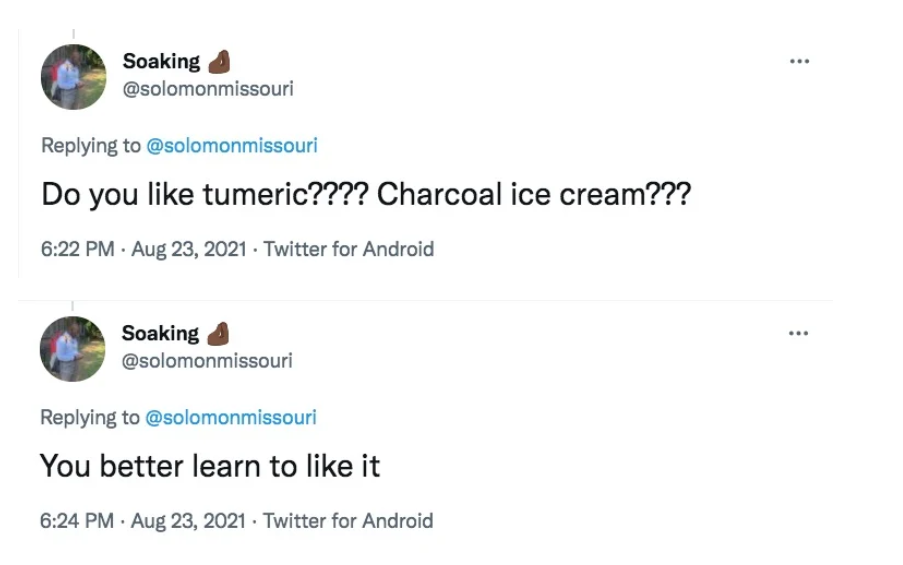 Soaking 🤌🏿
@solomonmissouri
Replying to @solomonmissouri
Do you like tumeric???? Charcoal ice cream???
6:22 PM · Aug 23, 2021 · Twitter for Android
Soaking 🤌🏿
@solomonmissouri
Replying to @solomonmissouri
You better learn to like it
6:24 PM · Aug 23, 2021 · Twitter for Android